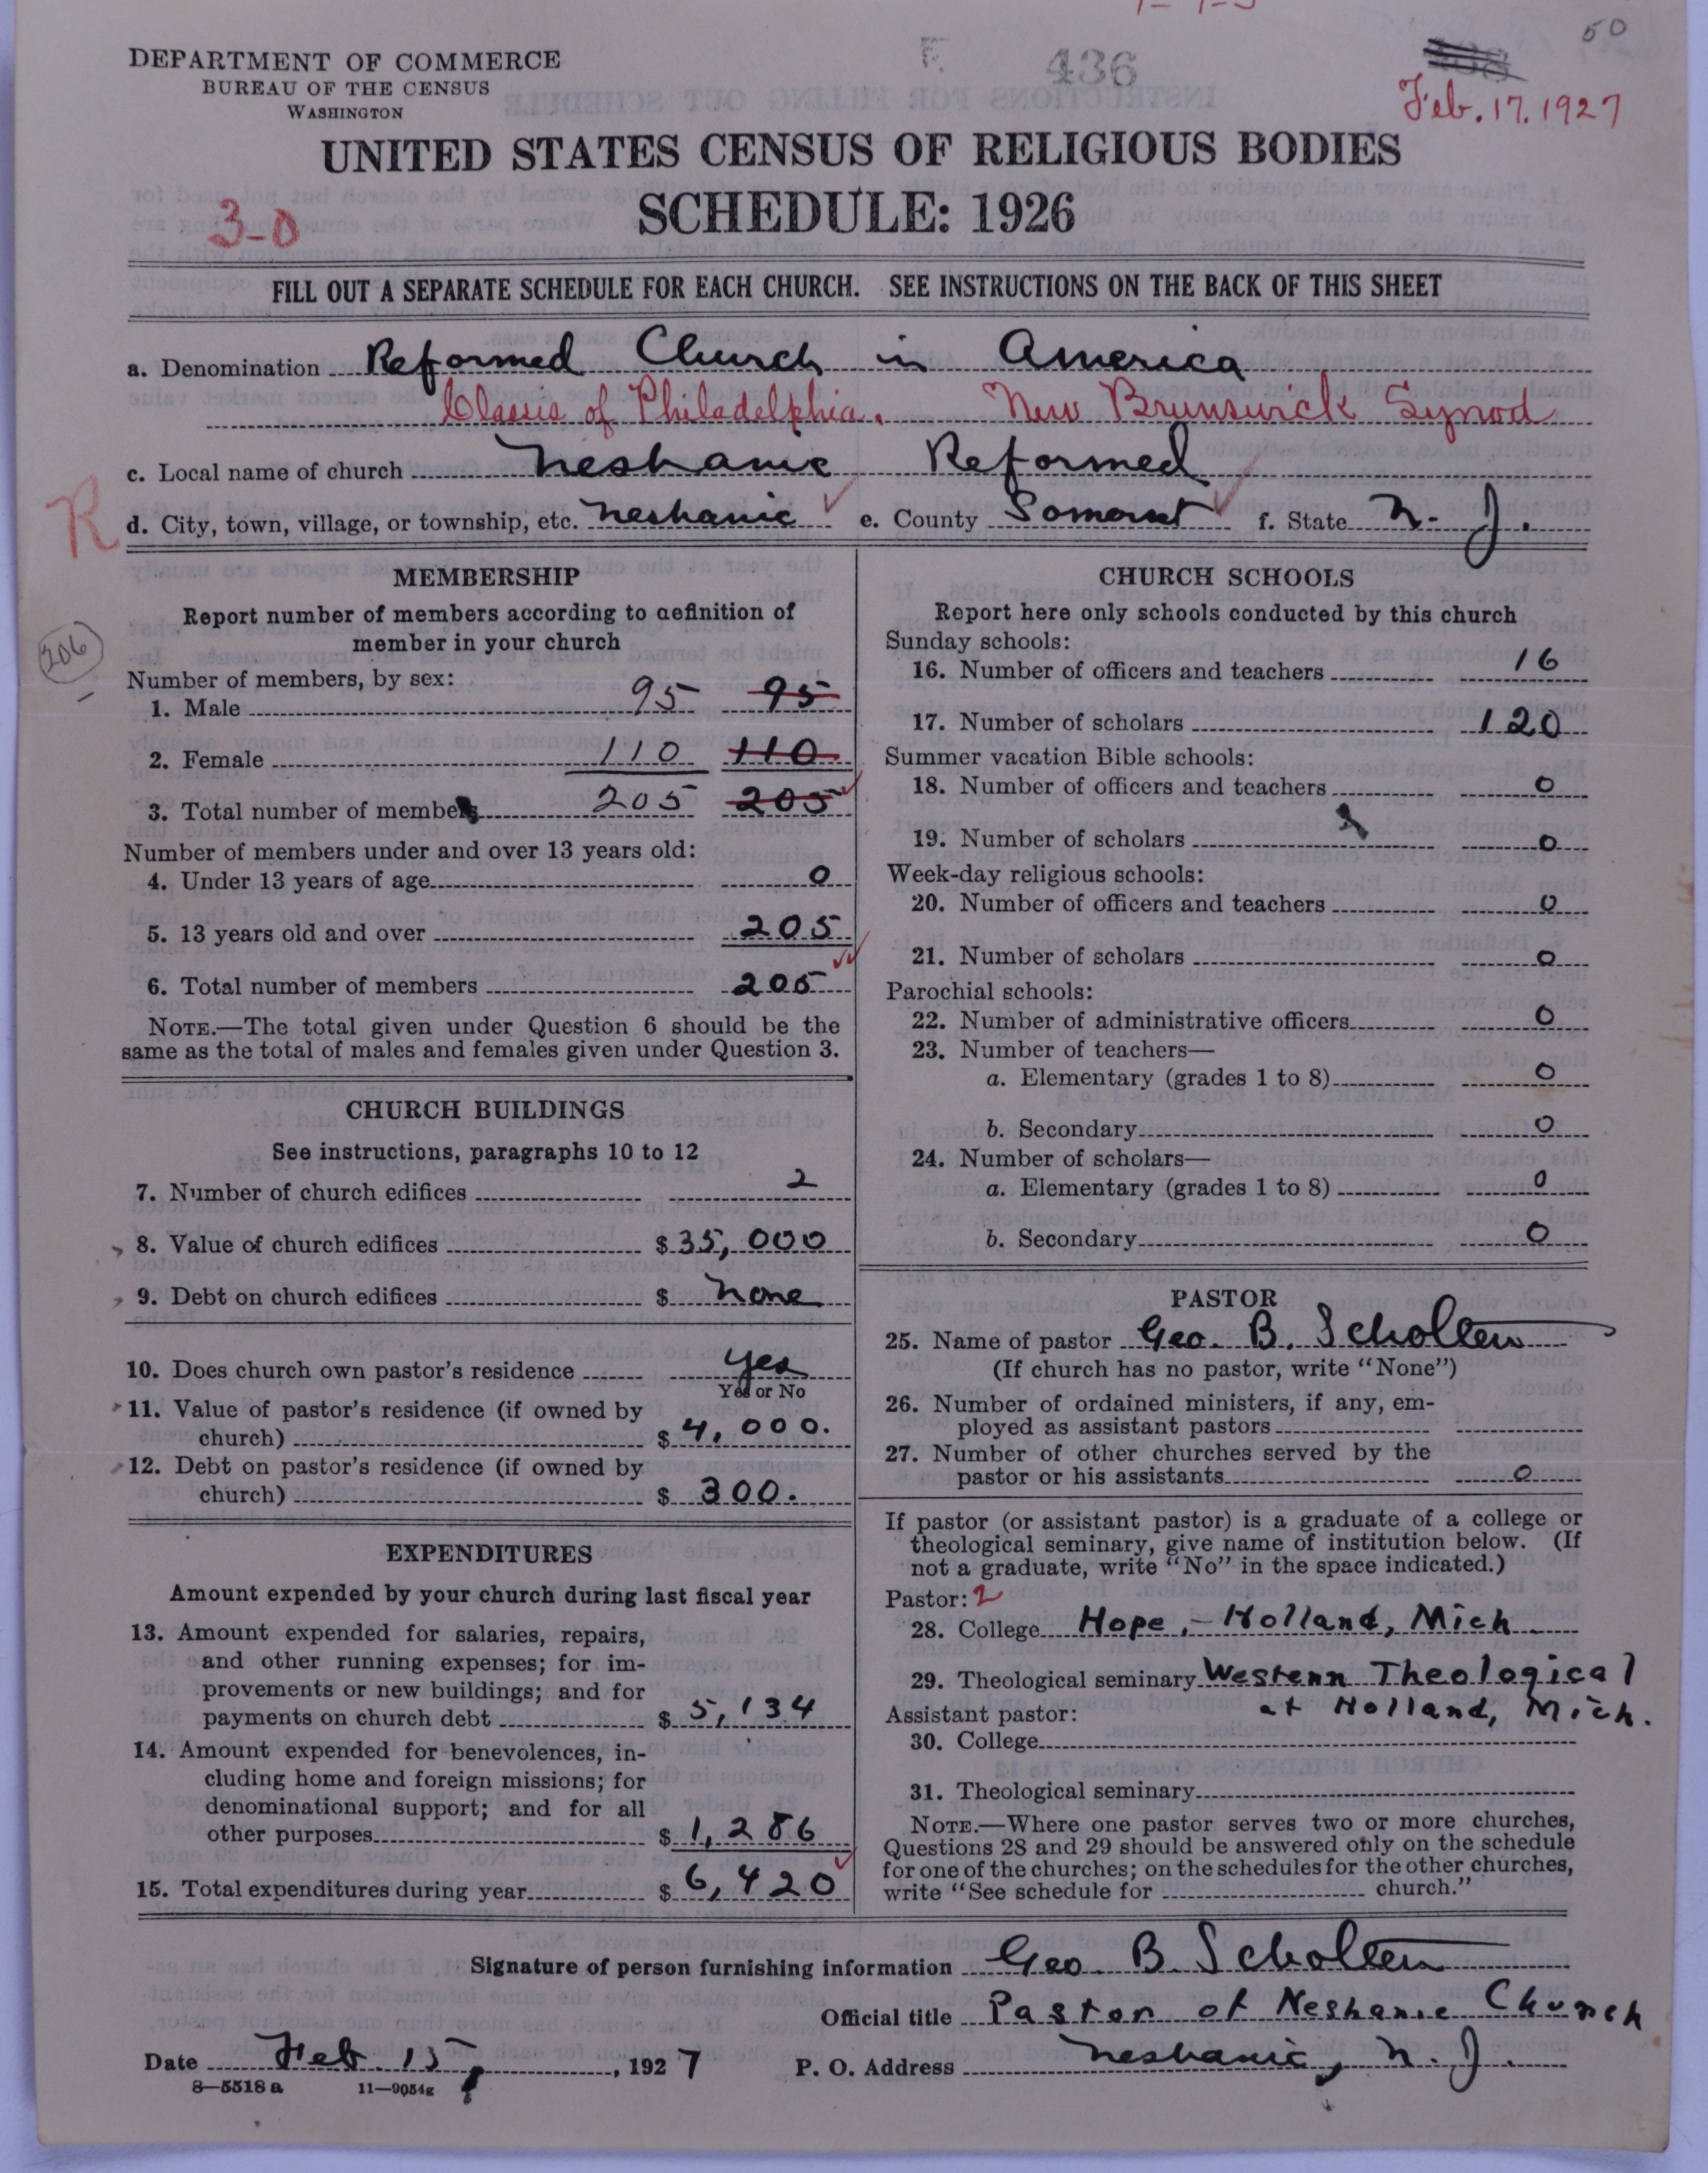 50
F. 436
Feb. 17. 1927
DEPARTMENT OF COMMERCE
BUREAU OF THE CENSUS
WASHINGTON
UNITED STATES CENSUS OF RELIGIOUS BODIES
SCHEDULE: 1926
3-0
FILL OUT A SEPARATE SCHEDULE FOR EACH CHURCH. SEE INSTRUCTIONS ON THE BACK OF THIS SHEET
a. Denomination Reformed Church in America
Classis of Philadelphia. New Brunswick Synod
c. Local name of church Neshanic Reformed
R
d. City, town, village, or township, etc. Neshanic e. County Somerset f. State N. J.
MEMBERSHIP
Report number of members according to definition of
member in your church
206
Number of members, by sex:
1. Male 95 95
2. Female 110 110
3. Total number of members 205 205
Number of members under and over 13 years old:
4. Under 13 years of age 0
5. 13 years old and over 205
6. Total number of members 205
NOTE.—The total given under Question 6 should be the
same as the total of males and females given under Question 3.
CHURCH BUILDINGS
See instructions, paragraphs 10 to 12
7. Number of church edifices 2
8. Value of church edifices $ 35,000
9. Debt on church edifices $ none
10. Does church own pastor's residence yes
Yes or No
11. Value of pastor's residence (if owned by
church) $ 4,000.
12. Debt on pastor's residence (if owned by
church) $ 300.
EXPENDITURES
Amount expended by your church during last fiscal year
13. Amount expended for salaries, repairs,
and other running expenses; for im-
provements or new buildings; and for
payments on church debt $ 5,134
14. Amount expended for benevolences, in-
cluding home and foreign missions; for
denominational support; and for all
other purposes $ 1,286
15. Total expenditures during year $ 6,420
CHURCH SCHOOLS
Report here only schools conducted by this church
Sunday schools:
16. Number of officers and teachers 16
17. Number of scholars 120
Summer vacation Bible schools:
18. Number of officers and teachers 0
19. Number of scholars 0
Week-day religious schools:
20. Number of officers and teachers 0
21. Number of scholars 0
Parochial schools:
22. Number of administrative officers 0
23. Number of teachers—
a. Elementary (grades 1 to 8) 0
b. Secondary 0
24. Number of scholars—
a. Elementary (grades 1 to 8) 0
b. Secondary 0
PASTOR
25. Name of pastor Geo. B. Scholten
(If church has no pastor, write "None")
26. Number of ordained ministers, if any, em-
ployed as assistant pastors
27. Number of other churches served by the
pastor or his assistants 0
If pastor (or assistant pastor) is a graduate of a college or
theological seminary, give name of institution below. (If
not a graduate, write "No" in the space indicated.)
Pastor: 2
28. College Hope, - Holland, Mich
29. Theological seminary Western Theological
Assistant pastor: at Holland, Mich.
30. College
31. Theological seminary
NOTE.—Where one pastor serves two or more churches,
Questions 28 and 29 should be answered only on the schedule
for one of the churches; on the schedules for the other churches,
write "See schedule for church."
Signature of person furnishing information Geo. B. Scholten
Official title Pastor of Neshanic Church
Date Feb. 15, 1927 P. O. Address Neshanic, N. J.
8—5518 a 11—9054g